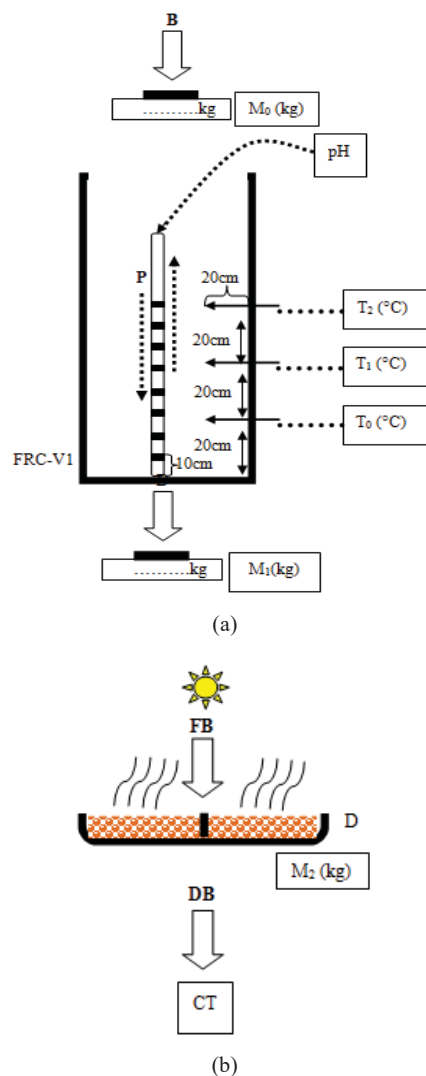 B
kg M₀ (kg)
pH
P
20cm
T₂ (°C)
20cm
T₁ (°C)
20cm
T₀ (°C)
20cm
FRC-V1
10cm
kg M₁(kg)
(a)
FB
D
M₂ (kg)
DB
CT
(b)